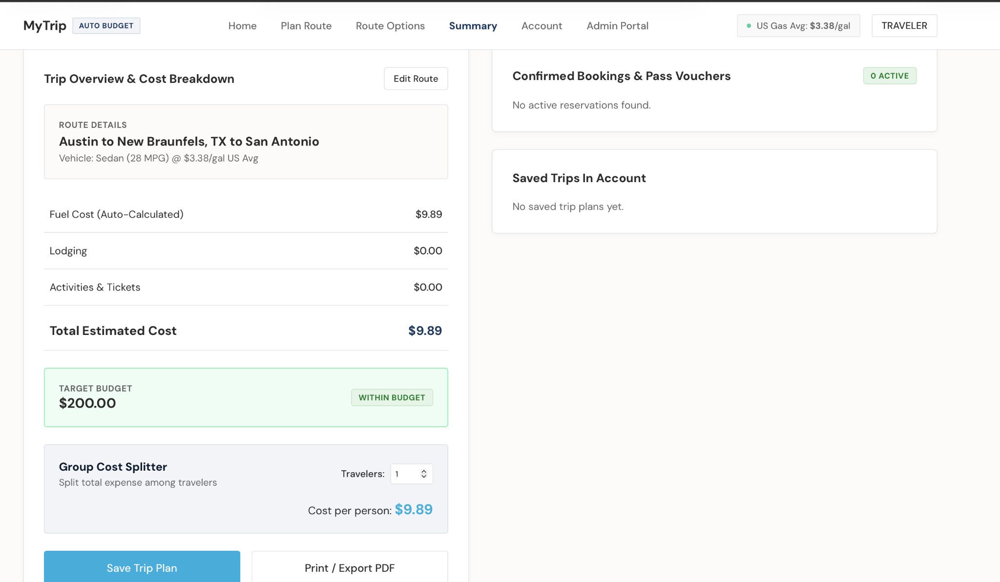 MyTrip AUTO BUDGET Home Plan Route Route Options Summary Account Admin Portal US Gas Avg: $3.38/gal TRAVELER
Trip Overview & Cost Breakdown Edit Route
ROUTE DETAILS
Austin to New Braunfels, TX to San Antonio
Vehicle: Sedan (28 MPG) @ $3.38/gal US Avg
Fuel Cost (Auto-Calculated) $9.89
Lodging $0.00
Activities & Tickets $0.00
Total Estimated Cost $9.89
TARGET BUDGET
$200.00
WITHIN BUDGET
Group Cost Splitter
Split total expense among travelers
Travelers: 1
Cost per person: $9.89
Save Trip Plan Print / Export PDF
Confirmed Bookings & Pass Vouchers 0 ACTIVE
No active reservations found.
Saved Trips In Account
No saved trip plans yet.